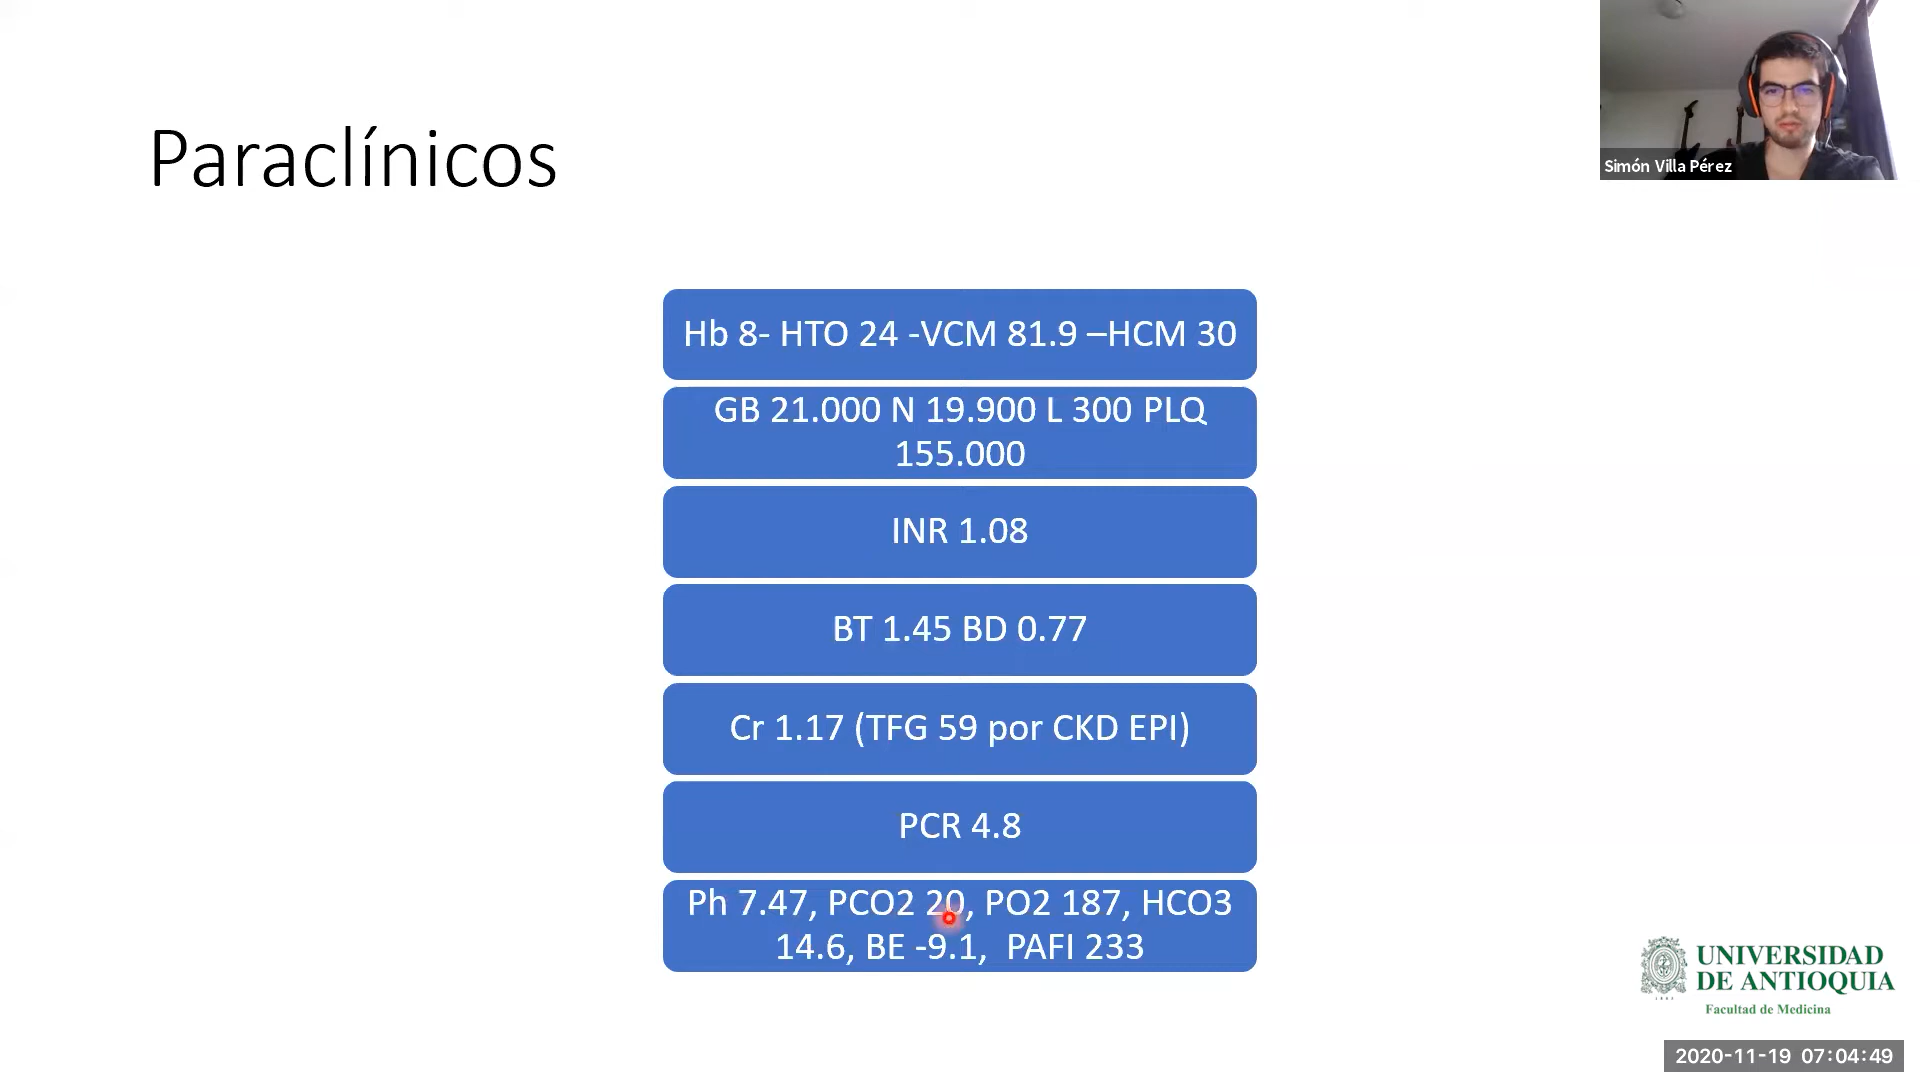 Paraclínicos
Simón Villa Pérez
Hb 8- HTO 24 -VCM 81.9 –HCM 30
GB 21.000 N 19.900 L 300 PLQ
155.000
INR 1.08
BT 1.45 BD 0.77
Cr 1.17 (TFG 59 por CKD EPI)
PCR 4.8
Ph 7.47, PCO2 20, PO2 187, HCO3
14.6, BE -9.1, PAFI 233
UNIVERSIDAD
DE ANTIOQUIA
Facultad de Medicina
2020-11-19 07:04:49